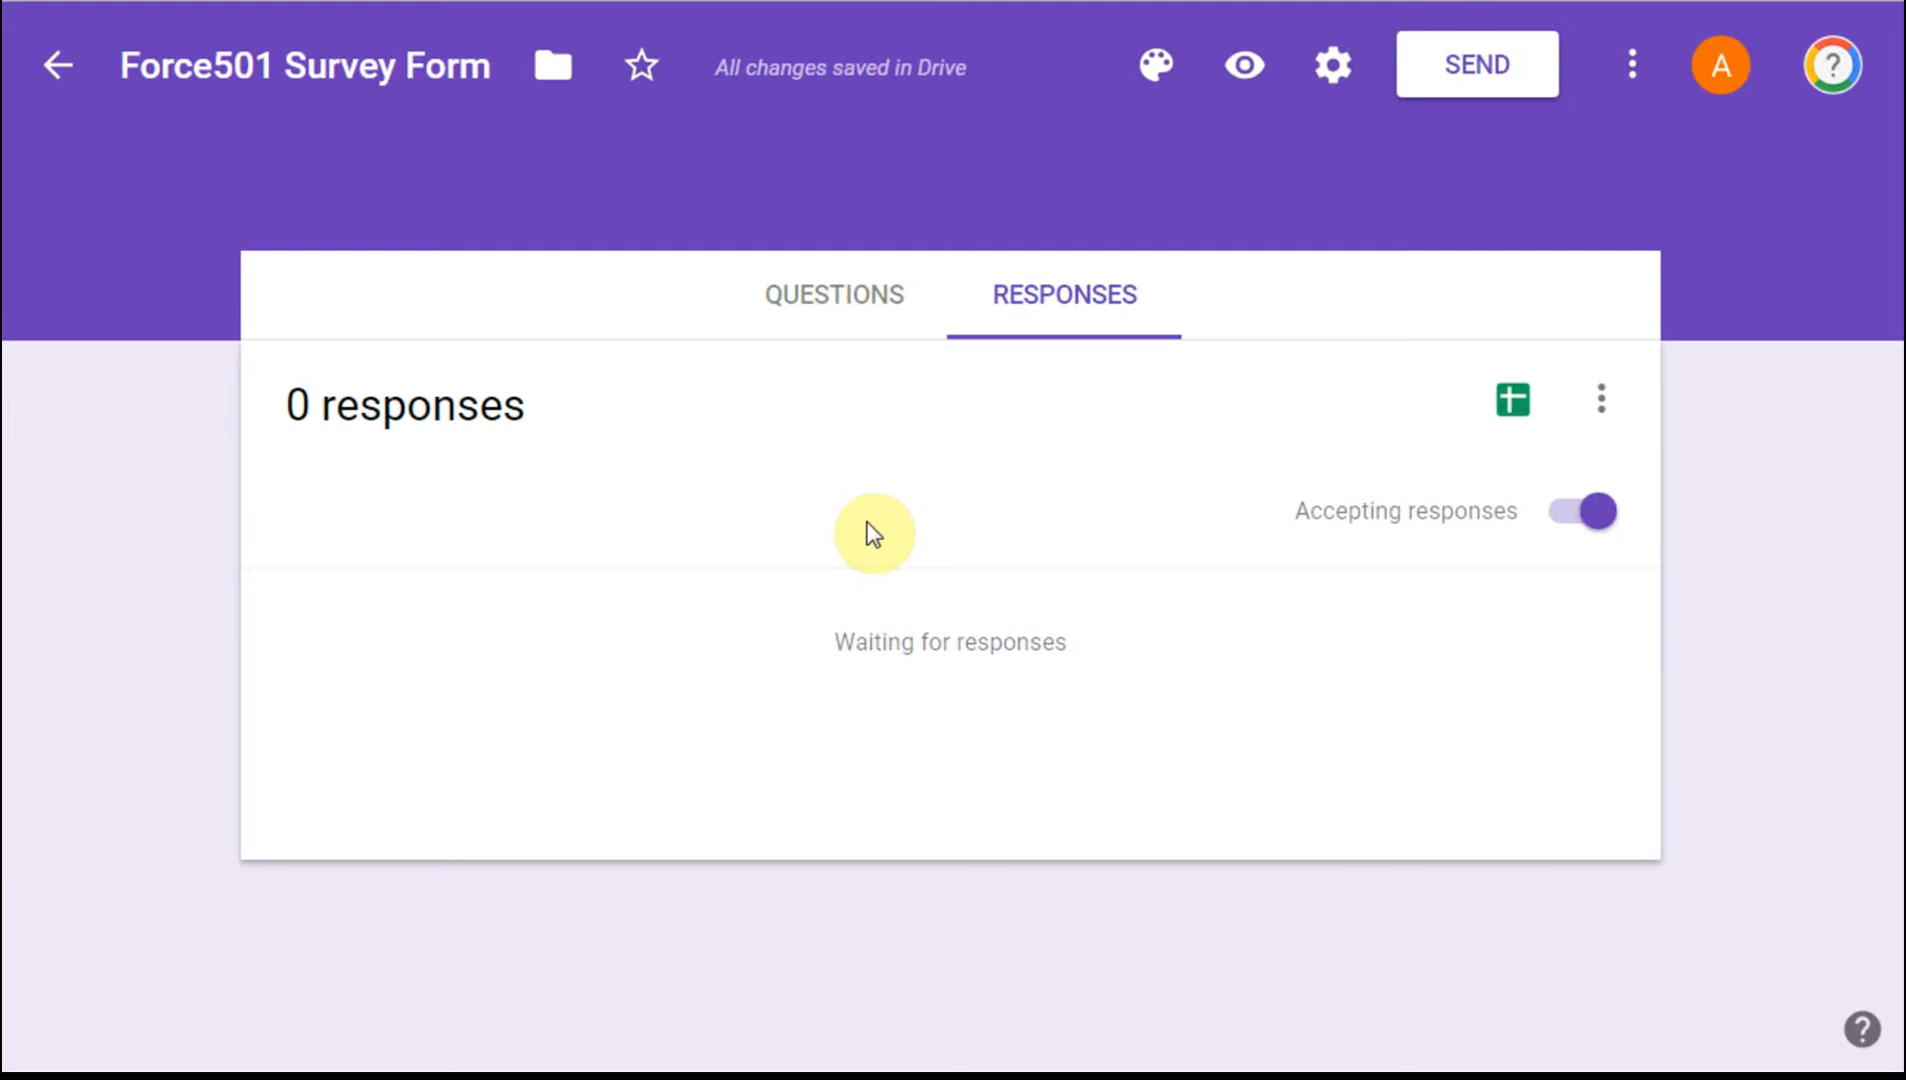 Force501 Survey Form
All changes saved in Drive
SEND
A
?
QUESTIONS
RESPONSES
0 responses
Accepting responses
Waiting for responses
?